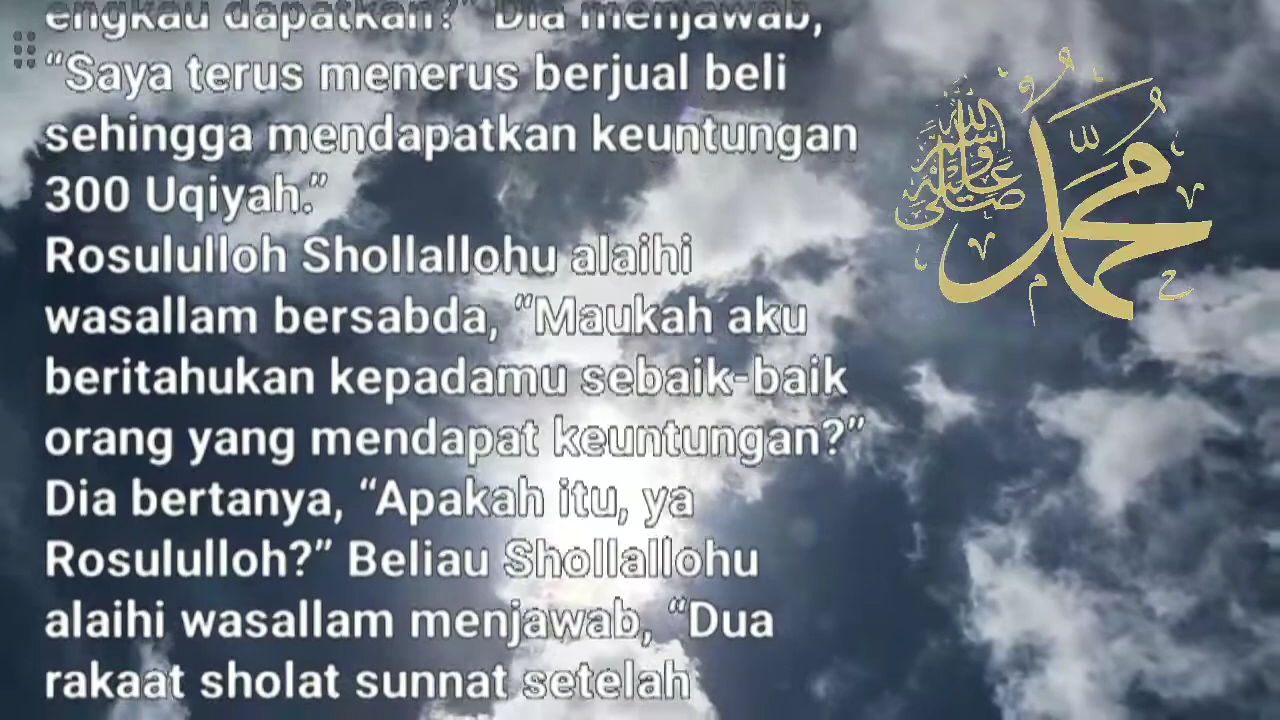 engkau dapatkan?” Dia menjawab,
“Saya terus menerus berjual beli
sehingga mendapatkan keuntungan
300 Uqiyah.”
Rosululloh Shollallohu alaihi
wasallam bersabda, “Maukah aku
beritahukan kepadamu sebaik-baik
orang yang mendapat keuntungan?”
Dia bertanya, “Apakah itu, ya
Rosululloh?” Beliau Shollallohu
alaihi wasallam menjawab, “Dua
rakaat sholat sunnat setelah
محمد
صلى الله عليه وسلم